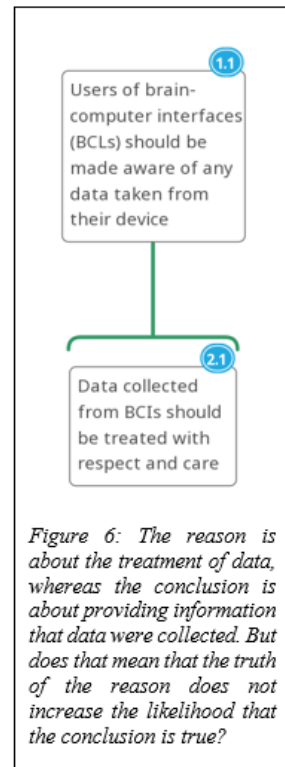 1.1
Users of brain-
computer interfaces
(BCLs) should be
made aware of any
data taken from
their device
2.1
Data collected
from BCIs should
be treated with
respect and care
Figure 6: The reason is
about the treatment of data,
whereas the conclusion is
about providing information
that data were collected. But
does that mean that the truth
of the reason does not
increase the likelihood that
the conclusion is true?